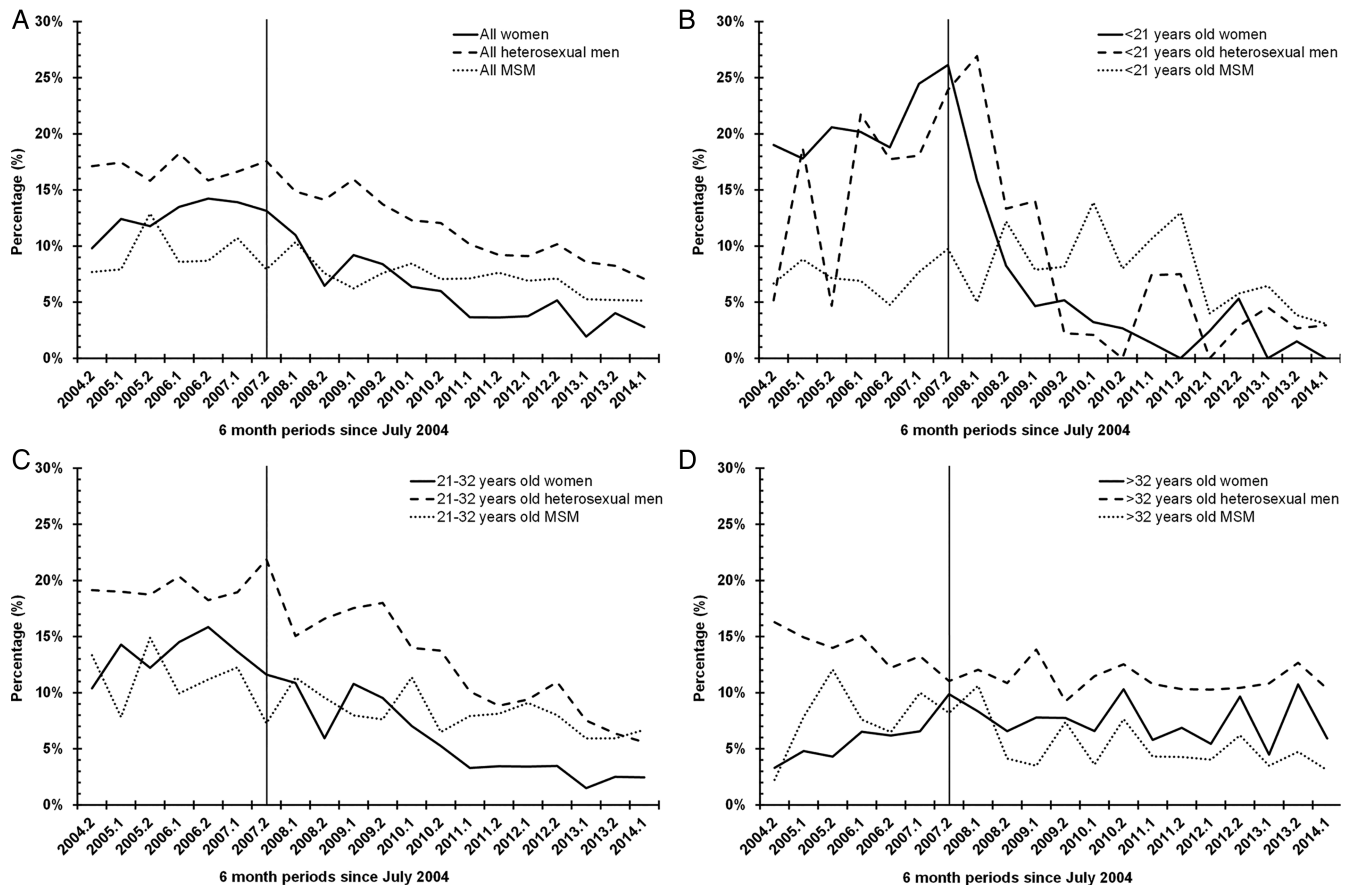 A
30%
25%
20%
15%
10%
5%
0%
Percentage (%)
All women
All heterosexual men
All MSM
2004.2 2005.1 2005.2 2006.1 2006.2 2007.1 2007.2 2008.1 2008.2 2009.1 2009.2 2010.1 2010.2 2011.1 2011.2 2012.1 2012.2 2013.1 2013.2 2014.1
6 month periods since July 2004
B
30%
25%
20%
15%
10%
5%
0%
Percentage (%)
<21 years old women
<21 years old heterosexual men
<21 years old MSM
2004.2 2005.1 2005.2 2006.1 2006.2 2007.1 2007.2 2008.1 2008.2 2009.1 2009.2 2010.1 2010.2 2011.1 2011.2 2012.1 2012.2 2013.1 2013.2 2014.1
6 month periods since July 2004
C
30%
25%
20%
15%
10%
5%
0%
Percentage (%)
21-32 years old women
21-32 years old heterosexual men
21-32 years old MSM
2004.2 2005.1 2005.2 2006.1 2006.2 2007.1 2007.2 2008.1 2008.2 2009.1 2009.2 2010.1 2010.2 2011.1 2011.2 2012.1 2012.2 2013.1 2013.2 2014.1
6 month periods since July 2004
D
30%
25%
20%
15%
10%
5%
0%
Percentage (%)
>32 years old women
>32 years old heterosexual men
>32 years old MSM
2004.2 2005.1 2005.2 2006.1 2006.2 2007.1 2007.2 2008.1 2008.2 2009.1 2009.2 2010.1 2010.2 2011.1 2011.2 2012.1 2012.2 2013.1 2013.2 2014.1
6 month periods since July 2004